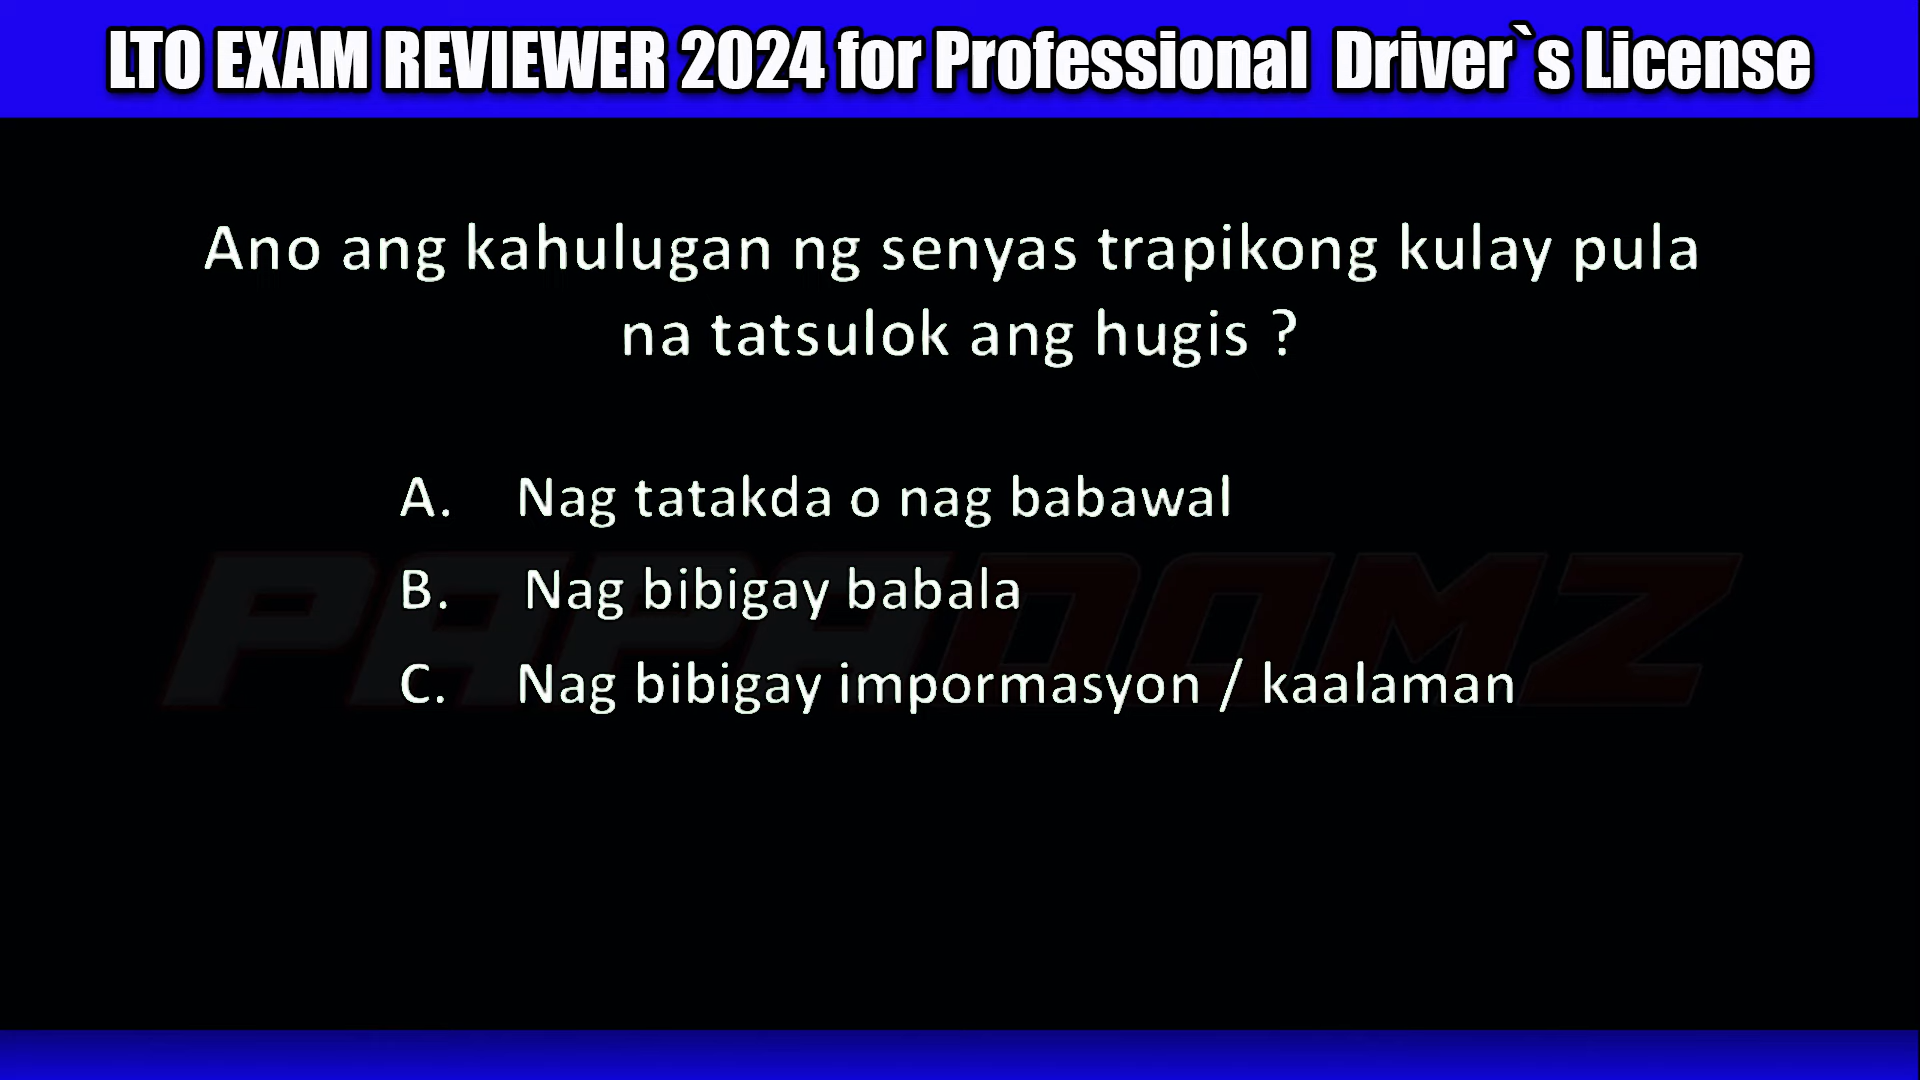 LTO EXAM REVIEWER 2024 for Professional Driver`s License
Ano ang kahulugan ng senyas trapikong kulay pula
na tatsulok ang hugis ?
A. Nag tatakda o nag babawal
B. Nag bibigay babala
C. Nag bibigay impormasyon / kaalaman
PAPADOMZ